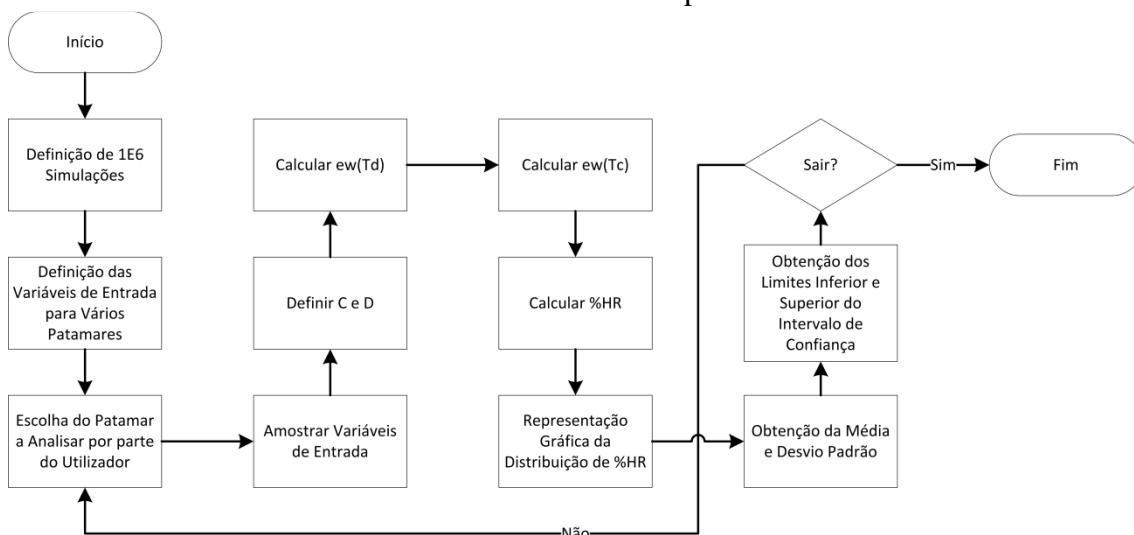 Início
Definição de 1E6
Simulações
Definição das
Variáveis de Entrada
para Vários
Patamares
Escolha do Patamar
a Analisar por parte
do Utilizador
Amostrar Variáveis
de Entrada
Definir C e D
Calcular ew(Td)
Calcular ew(Tc)
Calcular %HR
Representação
Gráfica da
Distribuição de %HR
Obtenção da Média
e Desvio Padrão
Obtenção dos
Limites Inferior e
Superior do
Intervalo de
Confiança
Sair?
Sim
Fim
Não